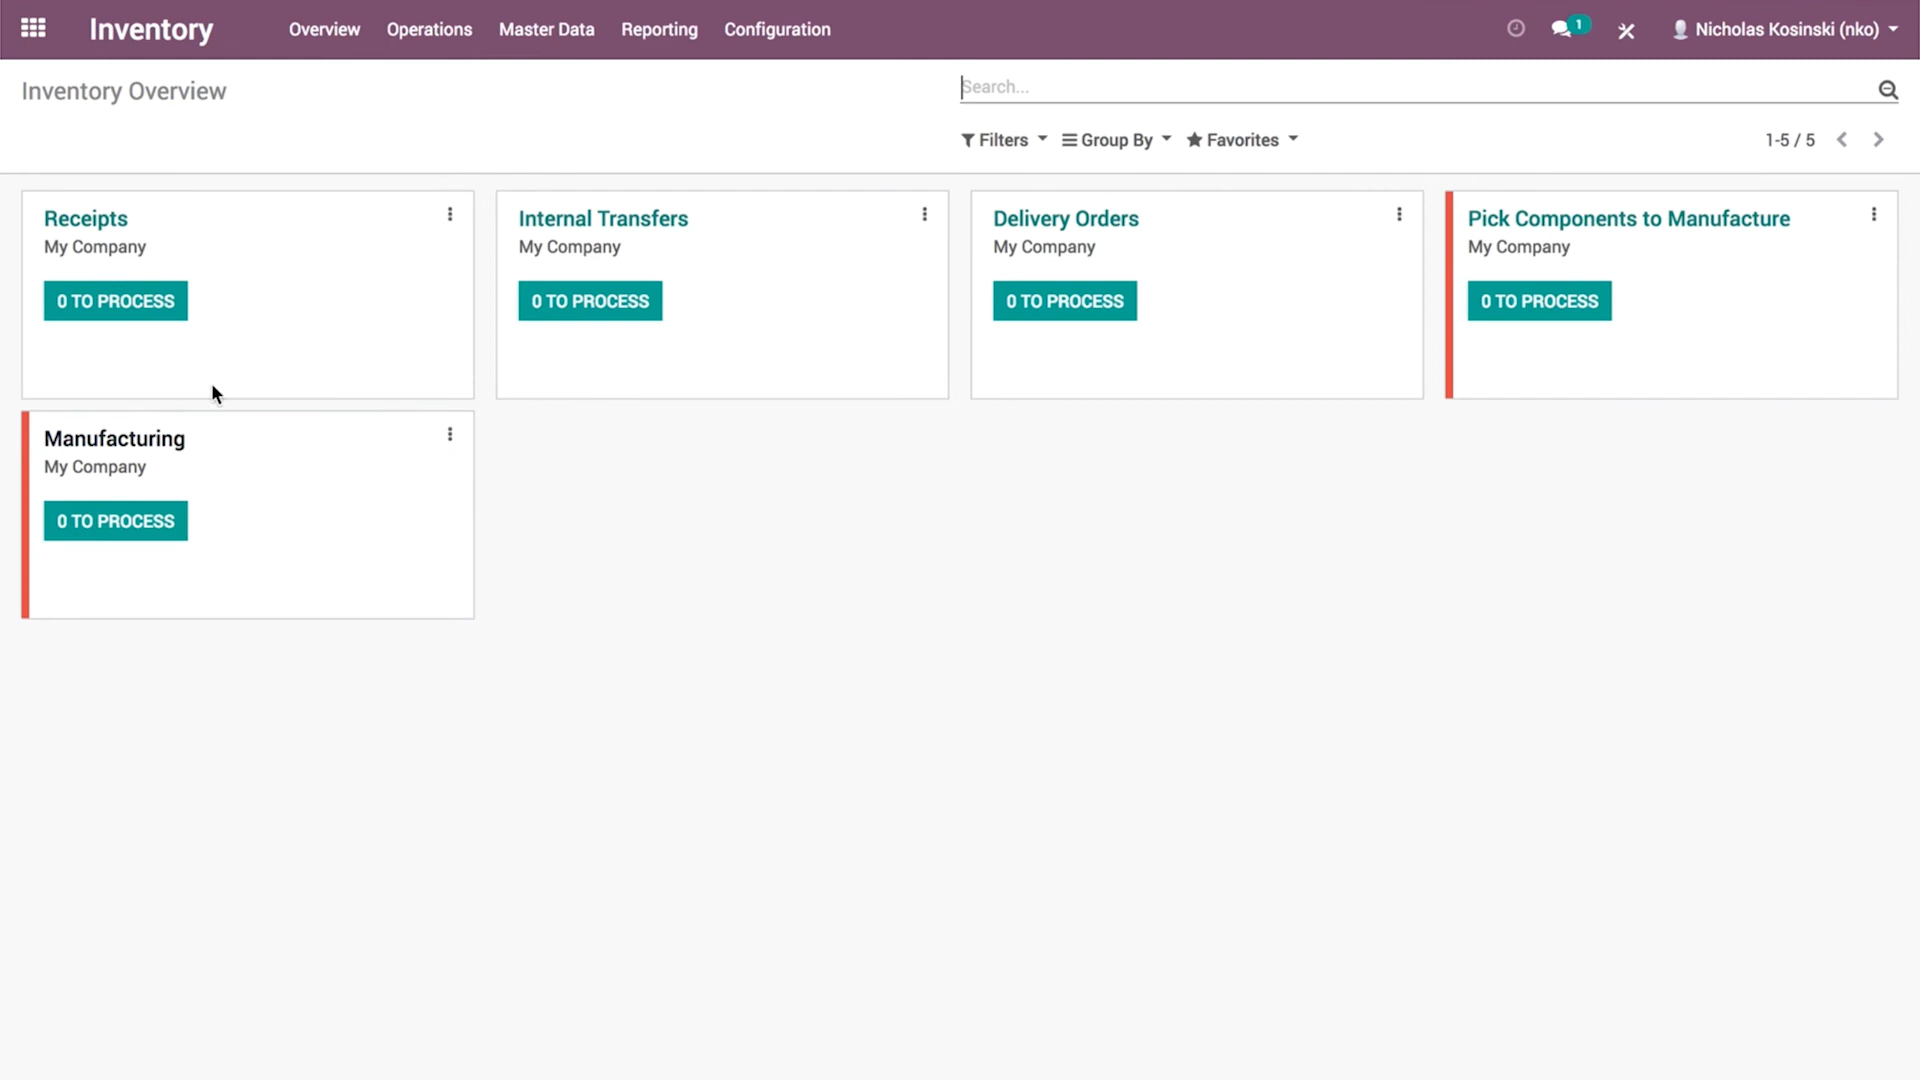 Inventory Overview Operations Master Data Reporting Configuration 1 Nicholas Kosinski (nko)
Inventory Overview
Search...
Filters Group By Favorites 1-5 / 5
Receipts
My Company
0 TO PROCESS
Internal Transfers
My Company
0 TO PROCESS
Delivery Orders
My Company
0 TO PROCESS
Pick Components to Manufacture
My Company
0 TO PROCESS
Manufacturing
My Company
0 TO PROCESS